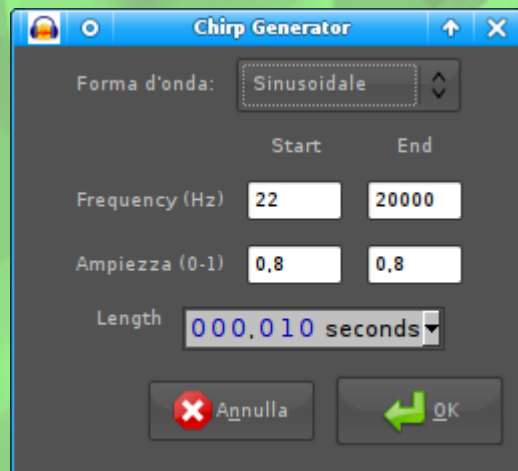 Chirp Generator
Forma d'onda: Sinusoidale
Start End
Frequency (Hz) 22 20000
Ampiezza (0-1) 0,8 0,8
Length 000,010 seconds
Annulla OK